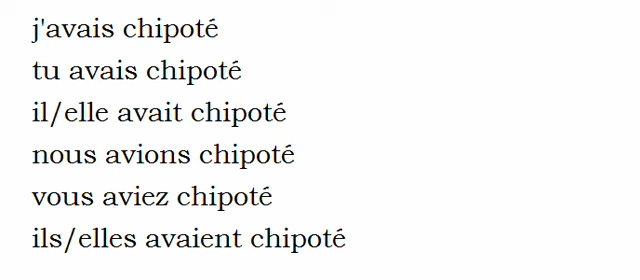 j'avais chipoté
tu avais chipoté
il/elle avait chipoté
nous avions chipoté
vous aviez chipoté
ils/elles avaient chipoté